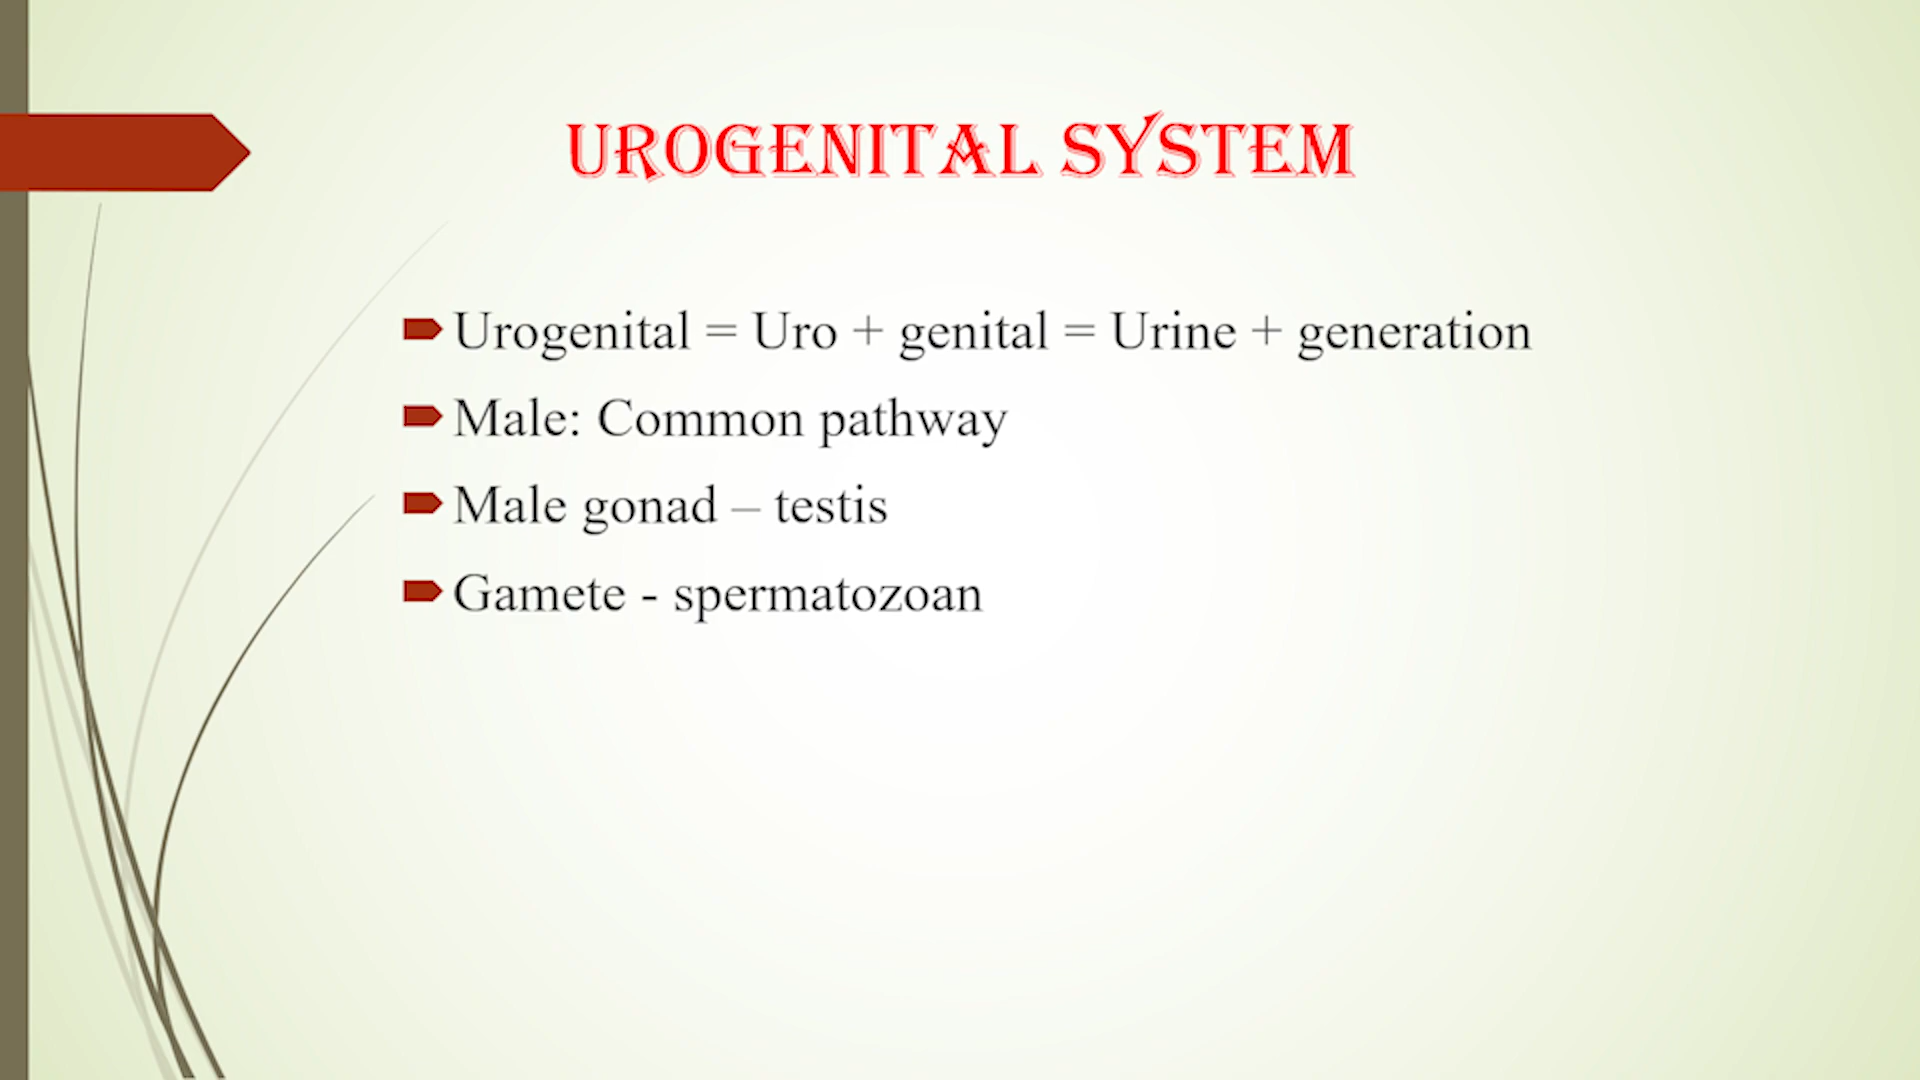 UROGENITAL SYSTEM
Urogenital = Uro + genital = Urine + generation
Male: Common pathway
Male gonad – testis
Gamete - spermatozoan